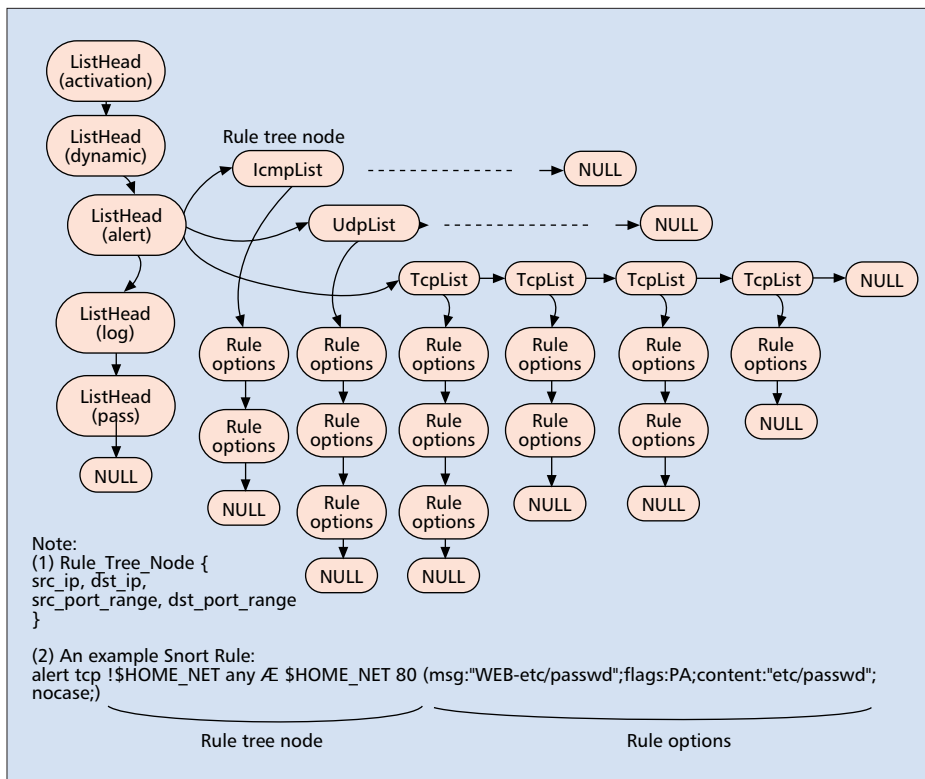 ListHead
(activation)
ListHead
(dynamic)
Rule tree node
IcmpList
NULL
ListHead
(alert)
UdpList
NULL
TcpList
TcpList
TcpList
TcpList
NULL
ListHead
(log)
Rule
options
Rule
options
Rule
options
Rule
options
Rule
options
Rule
options
ListHead
(pass)
Rule
options
Rule
options
Rule
options
Rule
options
Rule
options
NULL
NULL
NULL
Rule
options
Rule
options
NULL
NULL
NULL
NULL
Note:
(1) Rule_Tree_Node {
src_ip, dst_ip,
src_port_range, dst_port_range
}
(2) An example Snort Rule:
alert tcp !$HOME_NET any Æ $HOME_NET 80 (msg:"WEB-etc/passwd";flags:PA;content:"etc/passwd";
nocase;)
Rule tree node
Rule options